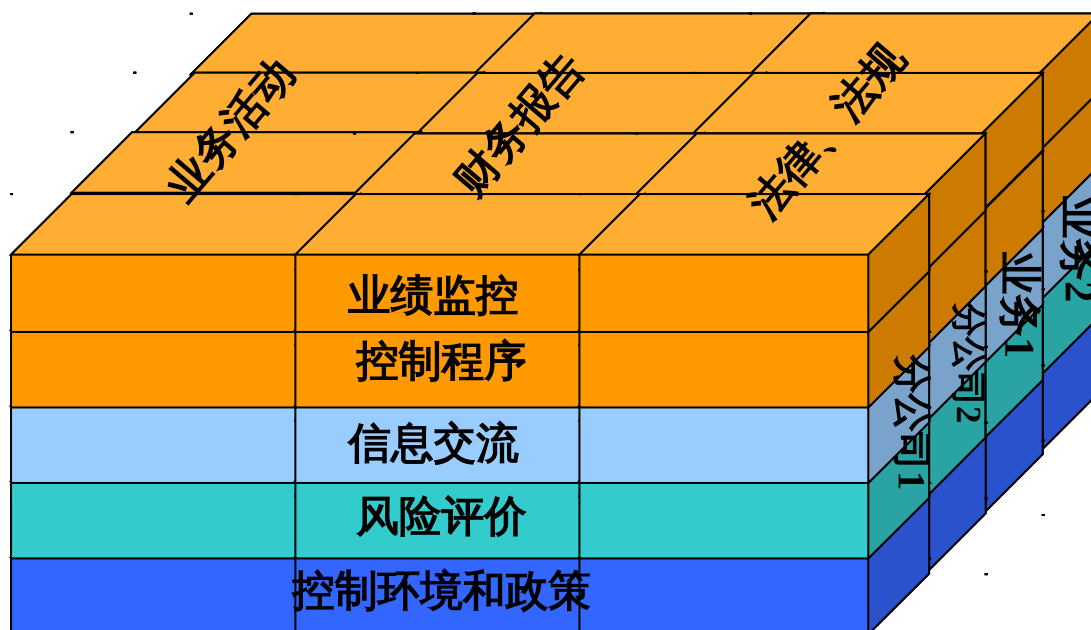 业务活动
财务报告
法律、 法规
业绩监控
控制程序
信息交流
风险评价
控制环境和政策
分公司1
分公司2
业务1
业务2